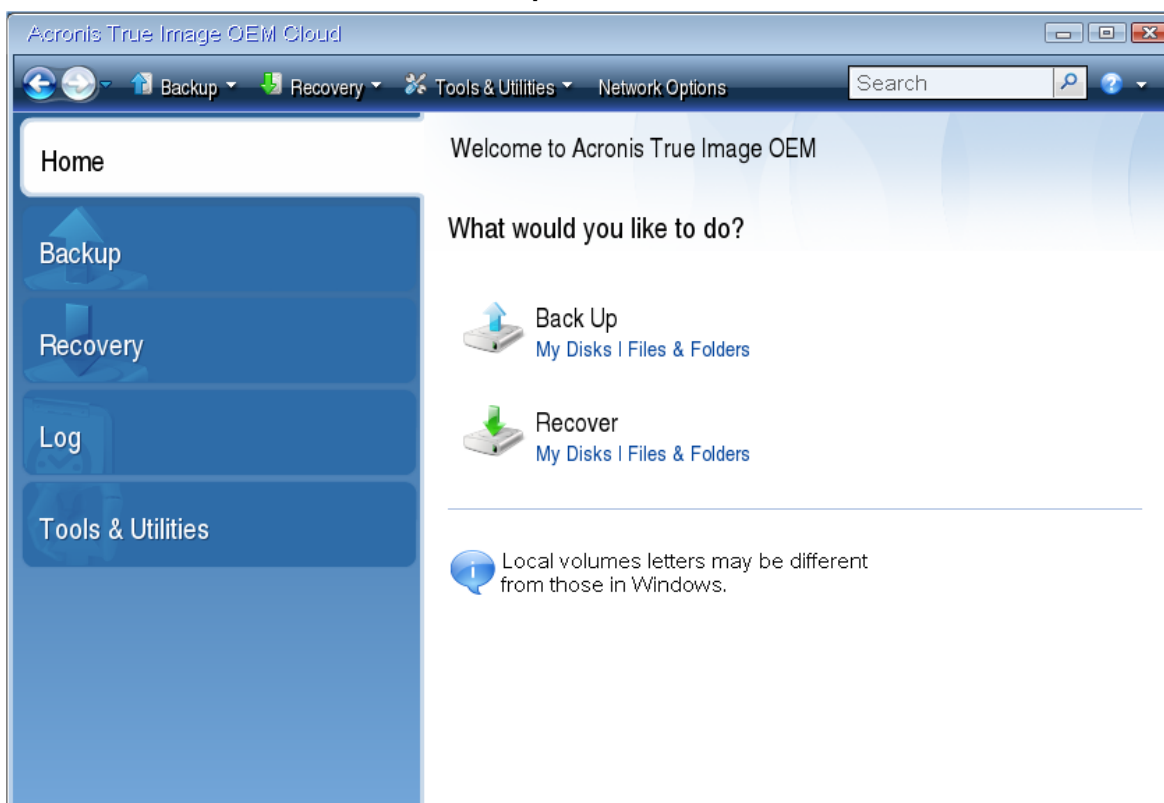 Acronis True Image OEM Cloud
Backup Recovery Tools & Utilities Network Options Search
Home
Backup
Recovery
Log
Tools & Utilities
Welcome to Acronis True Image OEM
What would you like to do?
Back Up
My Disks | Files & Folders
Recover
My Disks | Files & Folders
Local volumes letters may be different
from those in Windows.